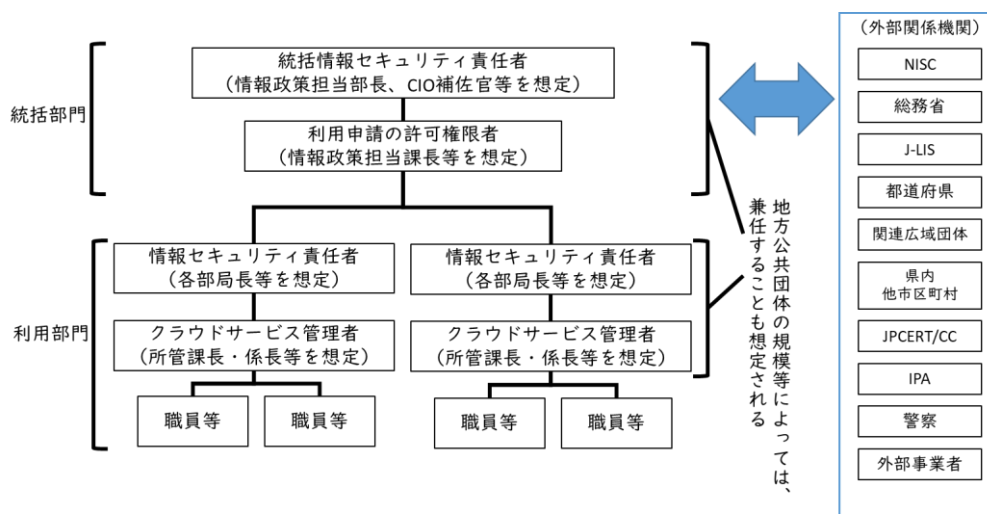 統括部門
統括情報セキュリティ責任者
(情報政策担当部長、CIO補佐官等を想定)
利用申請の許可権限者
(情報政策担当課長等を想定)
利用部門
情報セキュリティ責任者
(各部局長等を想定)
クラウドサービス管理者
(所管課長・係長等を想定)
職員等
職員等
情報セキュリティ責任者
(各部局長等を想定)
クラウドサービス管理者
(所管課長・係長等を想定)
職員等
職員等
地方公共団体の規模等によっては、
兼任することも想定される
(外部関係機関)
NISC
総務省
J-LIS
都道府県
関連広域団体
県内
他市区町村
JPCERT/CC
IPA
警察
外部事業者